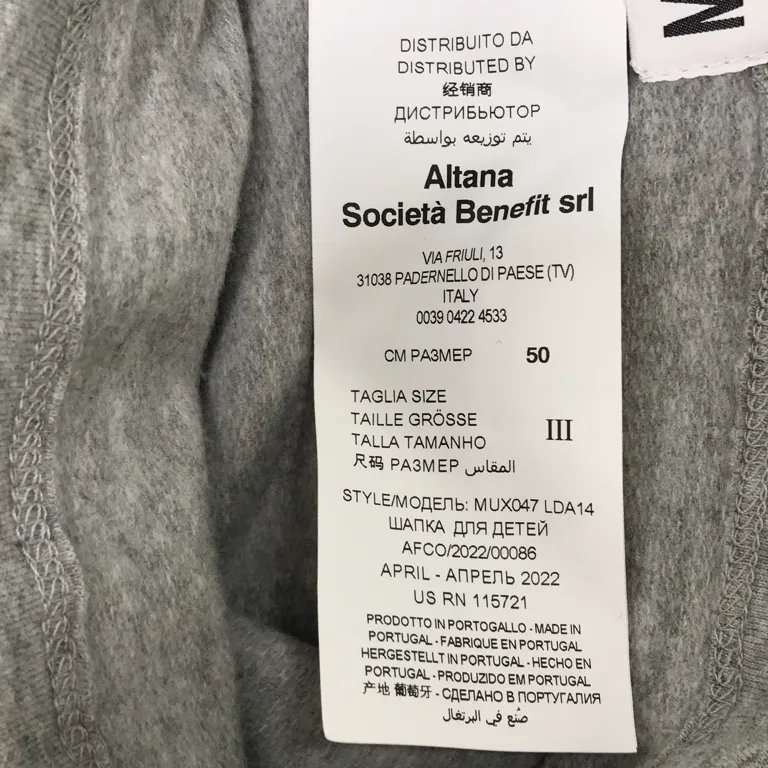 M
DISTRIBUITO DA
DISTRIBUTED BY
经销商
ДИСТРИБЬЮТОР
يتم توزيعه بواسطة
Altana
Società Benefit srl
VIA FRIULI, 13
31038 PADERNELLO DI PAESE (TV)
ITALY
0039 0422 4533
СМ РАЗМЕР 50
TAGLIA SIZE
TAILLE GRÖSSE
TALLA TAMANHO III
尺码 РАЗМЕР المقاس
STYLE/МОДЕЛЬ: MUX047 LDA14
ШАПКА ДЛЯ ДЕТЕЙ
AFCO/2022/00086
APRIL - АПРЕЛЬ 2022
US RN 115721
PRODOTTO IN PORTOGALLO - MADE IN
PORTUGAL - FABRIQUE EN PORTUGAL
HERGESTELLT IN PORTUGAL - HECHO EN
PORTUGAL - PRODUZIDO EM PORTUGAL
产地 葡萄牙 - СДЕЛАНО В ПОРТУГАЛИЯ
صُنع في البرتغال